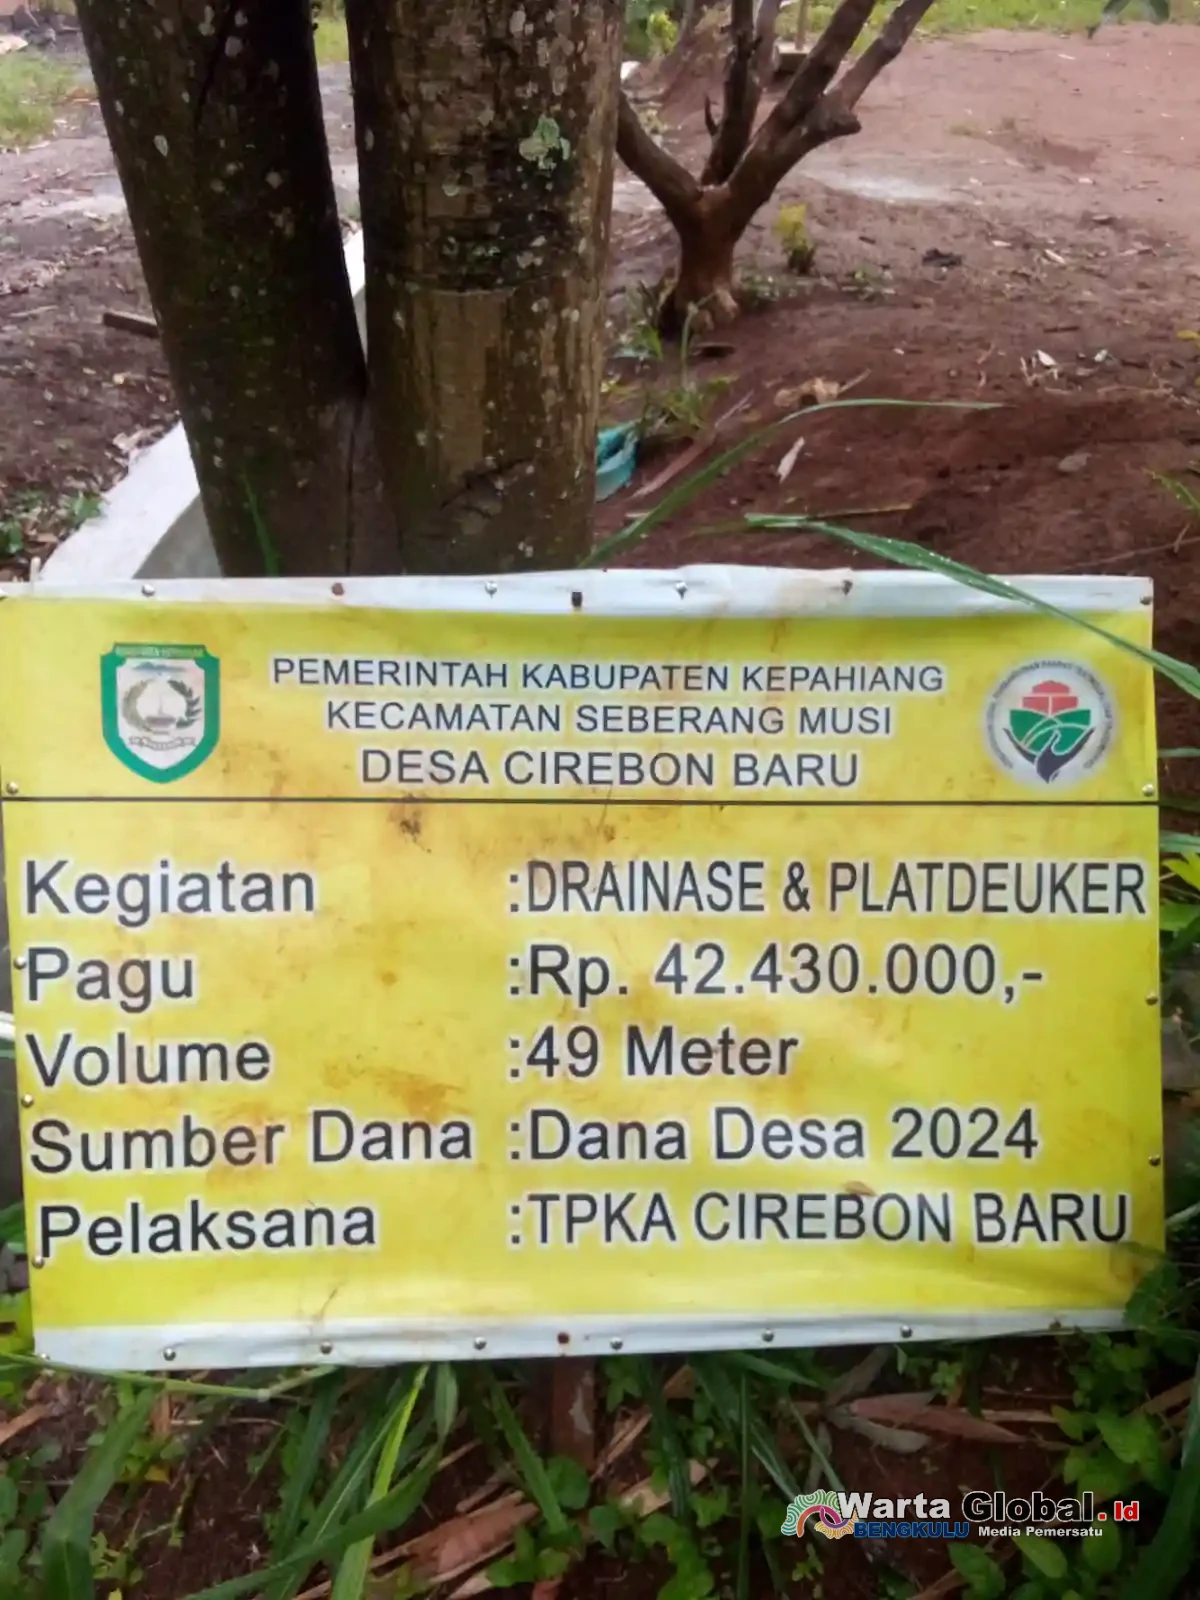 PEMERINTAH KABUPATEN KEPAHIANG
KECAMATAN SEBERANG MUSI
DESA CIREBON BARU
Kegiatan :DRAINASE & PLATDEUKER
Pagu :Rp. 42.430.000,-
Volume :49 Meter
Sumber Dana :Dana Desa 2024
Pelaksana :TPKA CIREBON BARU
Warta Global.id
BENGKULU Media Pemersatu